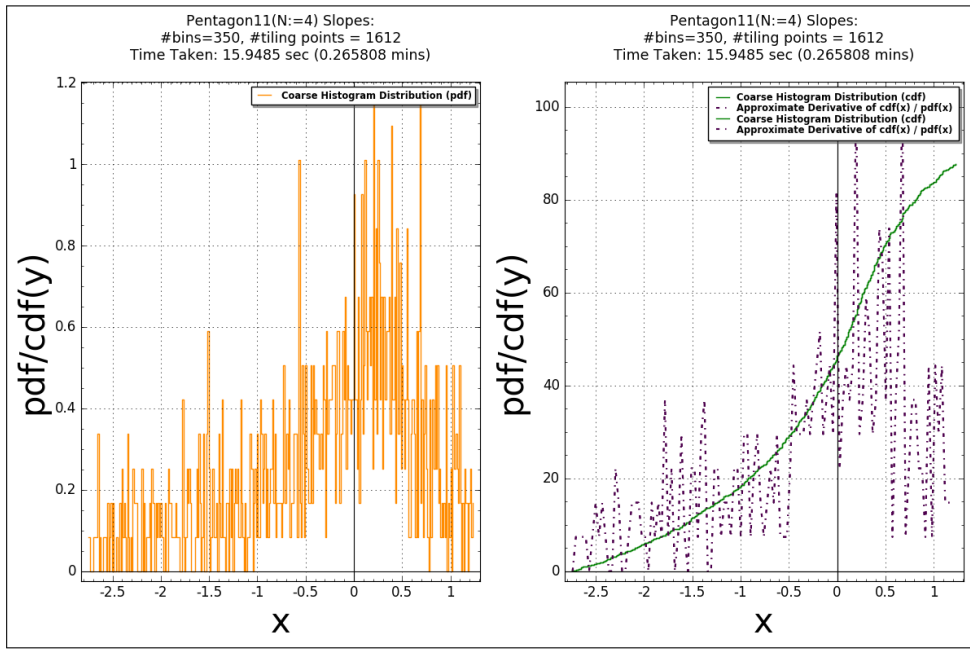 Pentagon11(N:=4) Slopes:
#bins=350, #tiling points = 1612
Time Taken: 15.9485 sec (0.265808 mins)
Coarse Histogram Distribution (pdf)
pdf/cdf(y)
1.2
1
0.8
0.6
0.4
0.2
0
-2.5
-2
-1.5
-1
-0.5
0
0.5
1
x
Pentagon11(N:=4) Slopes:
#bins=350, #tiling points = 1612
Time Taken: 15.9485 sec (0.265808 mins)
Coarse Histogram Distribution (cdf)
Approximate Derivative of cdf(x) / pdf(x)
Coarse Histogram Distribution (cdf)
Approximate Derivative of cdf(x) / pdf(x)
pdf/cdf(y)
100
80
60
40
20
0
-2.5
-2
-1.5
-1
-0.5
0
0.5
1
x